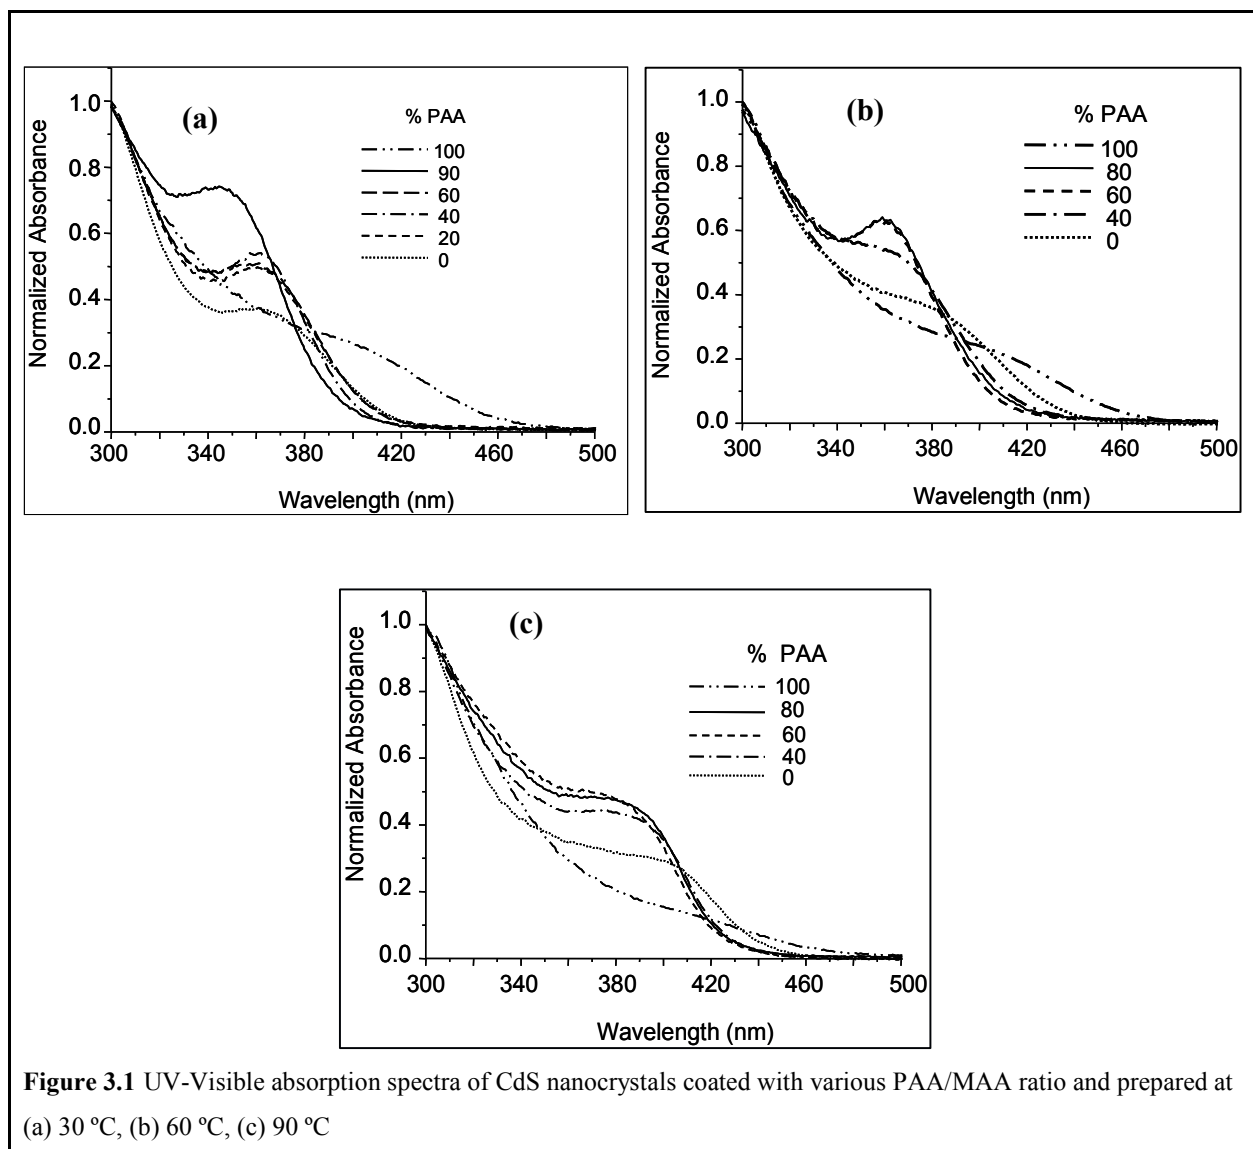 (a)
% PAA
100
90
60
40
20
0
Normalized Absorbance
1.0
0.8
0.6
0.4
0.2
0.0
300 340 380 420 460 500
Wavelength (nm)
(b)
% PAA
100
80
60
40
0
Normalized Absorbance
1.0
0.8
0.6
0.4
0.2
0.0
300 340 380 420 460 500
Wavelength (nm)
(c)
% PAA
100
80
60
40
0
Normalized Absorbance
1.0
0.8
0.6
0.4
0.2
0.0
300 340 380 420 460 500
Wavelength (nm)
Figure 3.1 UV-Visible absorption spectra of CdS nanocrystals coated with various PAA/MAA ratio and prepared at
(a) 30 ºC, (b) 60 ºC, (c) 90 ºC